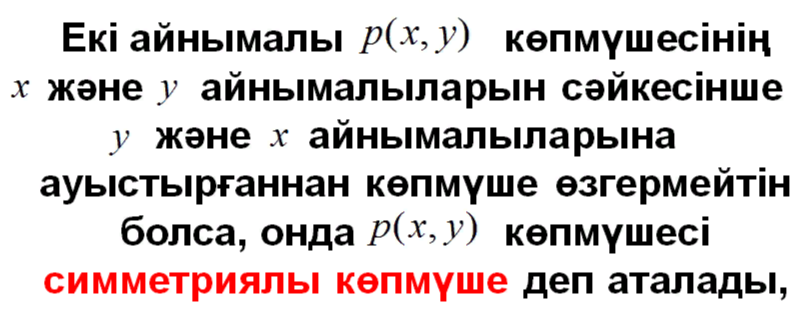 Екі айнымалы p(x, y) көпмүшесінің
x және y айнымалыларын сәйкесінше
y және x айнымалыларына
ауыстырғаннан көпмүше өзгермейтін
болса, онда p(x, y) көпмүшесі
симметриялы көпмүше деп аталады,